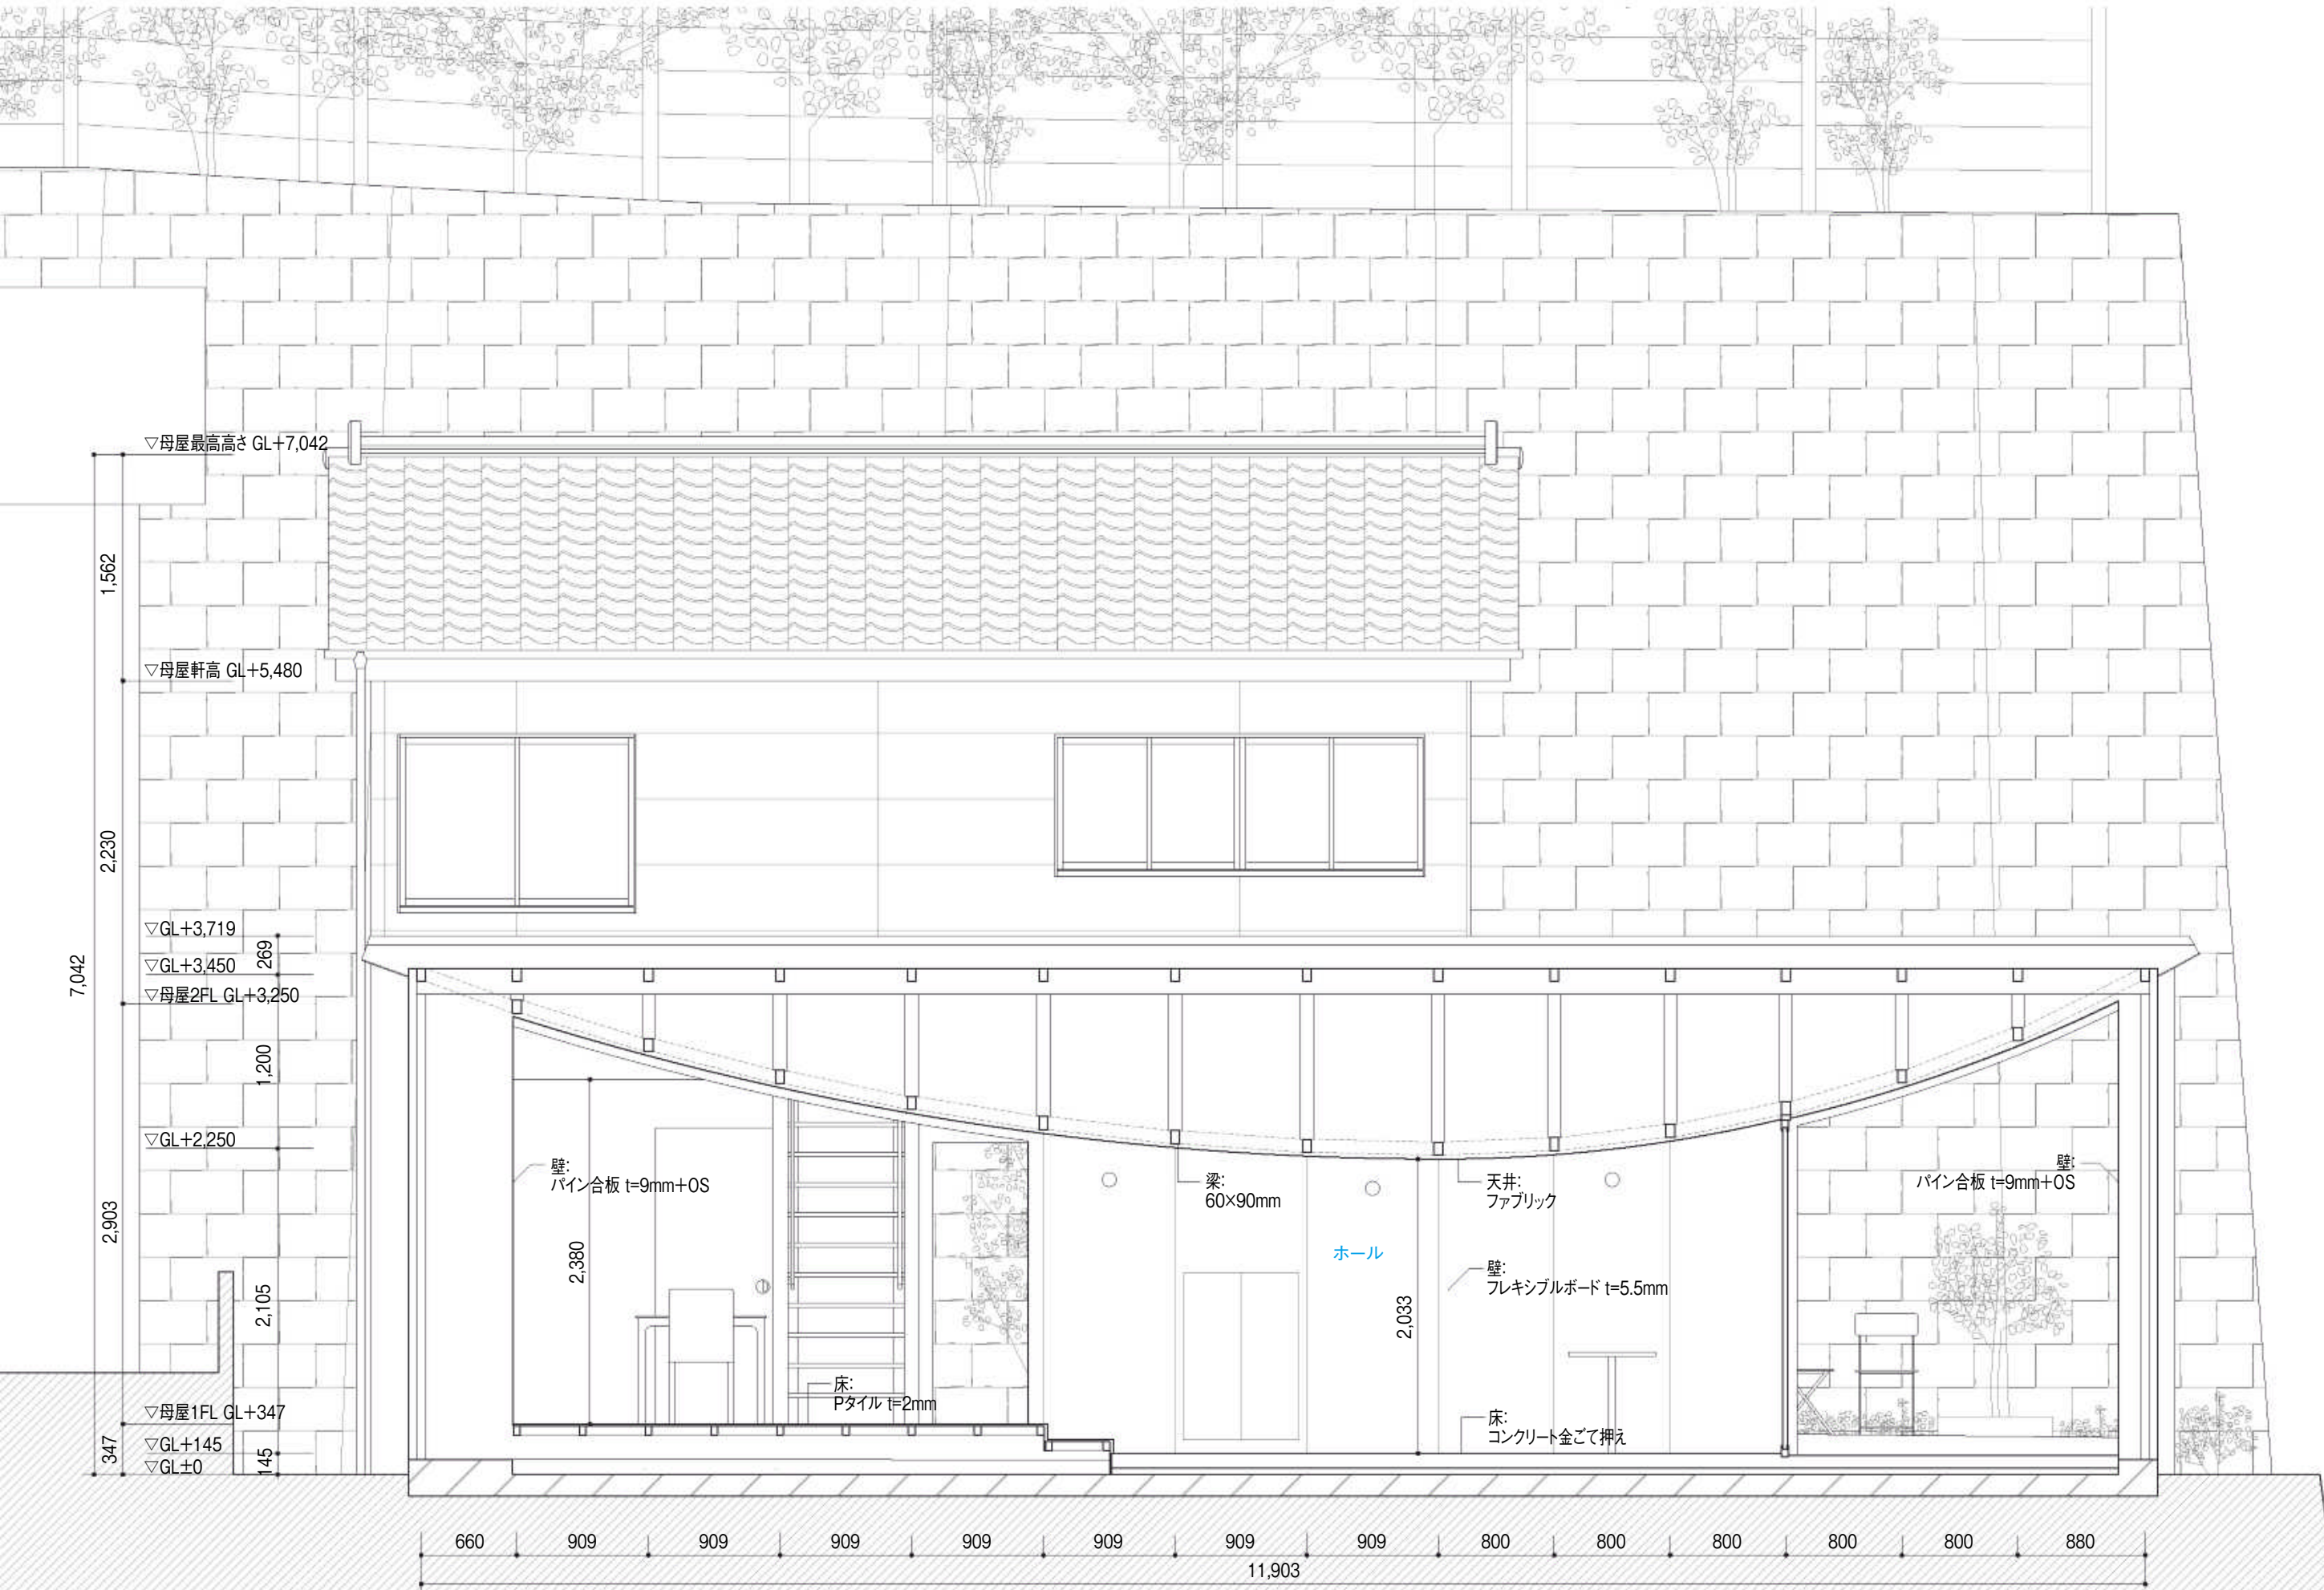 ▽母屋最高高さ GL+7,042
1,562
▽母屋軒高 GL+5,480
2,230
▽GL+3,719
269
▽GL+3,450
▽母屋2FL GL+3,250
7,042
1,200
▽GL+2,250
2,903
2,105
▽母屋1FL GL+347
▽GL+145
▽GL±0
347
145
壁:
パイン合板 t=9mm+OS
2,380
床:
Pタイル t=2mm
梁:
60×90mm
ホール
天井:
ファブリック
壁:
フレキシブルボード t=5.5mm
2,033
床:
コンクリート金ごて押え
壁:
パイン合板 t=9mm+OS
660 909 909 909 909 909 909 909 800 800 800 800 800 880
11,903